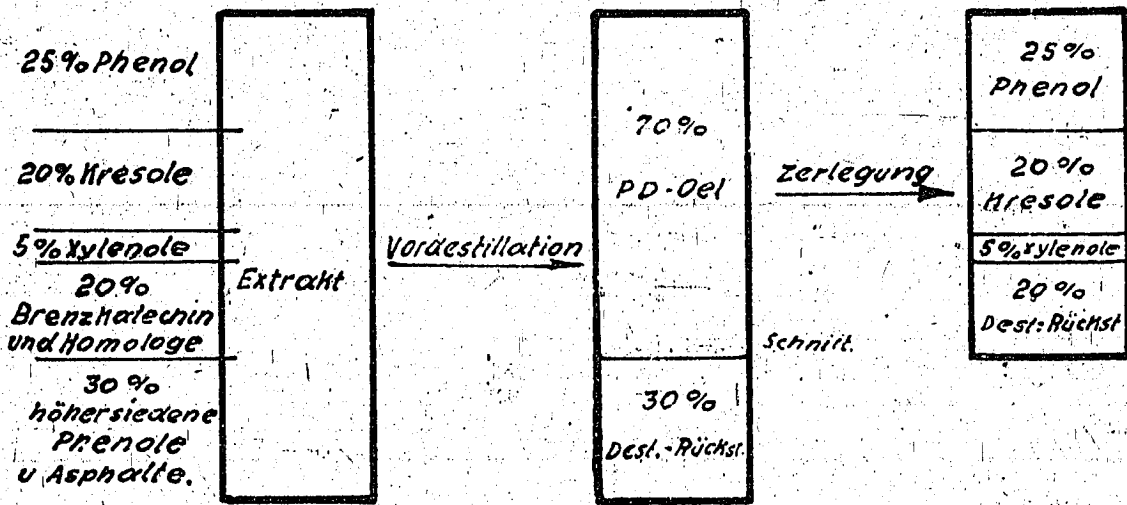 25% Phenol
20% Kresole
5% Xylenole
20%
Brenzkatechin
und Homologe
30%
höhersiedene
Phenole
u Asphalte.
Extrakt
Vordestillation
70%
PD-Oel
Schnitt.
30%
Dest.-Rückst.
Zerlegung
25%
Phenol
20%
Kresole
5% Xylenole
20%
Dest.-Rückst